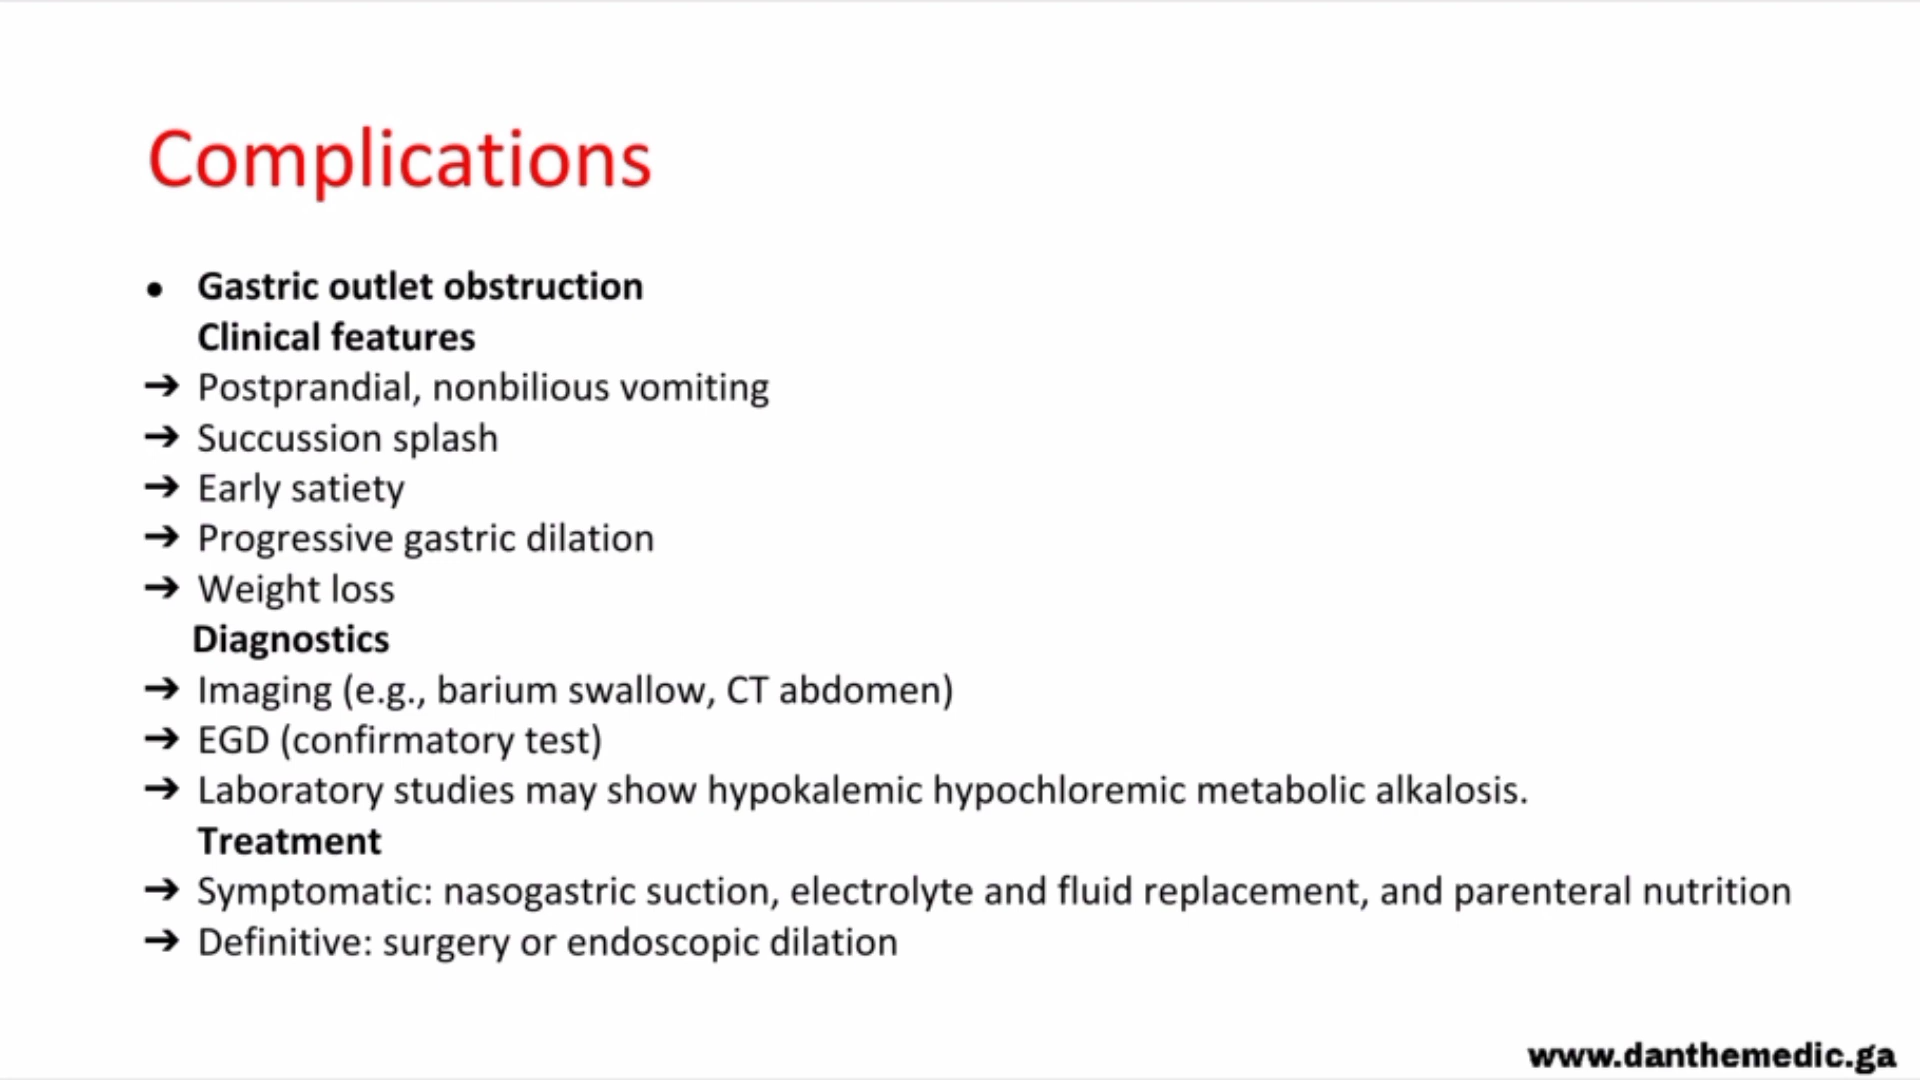 Complications
• Gastric outlet obstruction
Clinical features
➔ Postprandial, nonbilious vomiting
➔ Succussion splash
➔ Early satiety
➔ Progressive gastric dilation
➔ Weight loss
Diagnostics
➔ Imaging (e.g., barium swallow, CT abdomen)
➔ EGD (confirmatory test)
➔ Laboratory studies may show hypokalemic hypochloremic metabolic alkalosis.
Treatment
➔ Symptomatic: nasogastric suction, electrolyte and fluid replacement, and parenteral nutrition
➔ Definitive: surgery or endoscopic dilation
www.danthemedic.ga